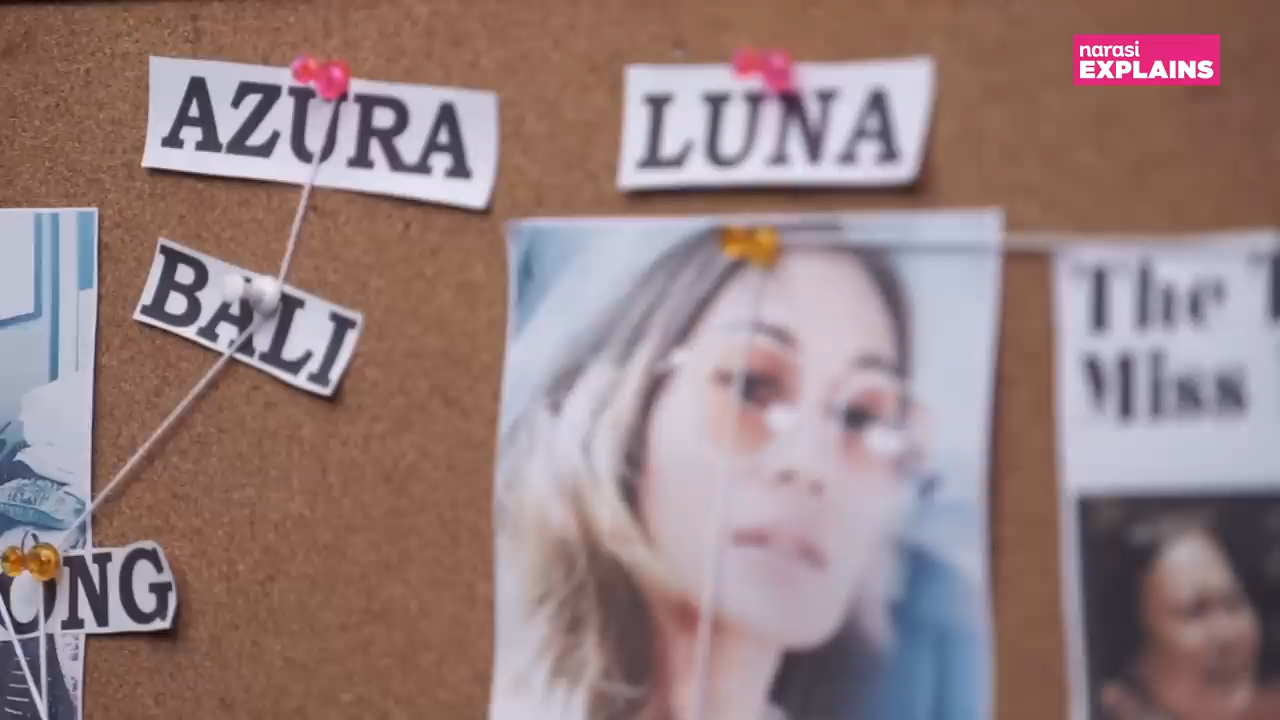 narasi
EXPLAINS
AZURA
LUNA
BALI
The
Miss
ONG